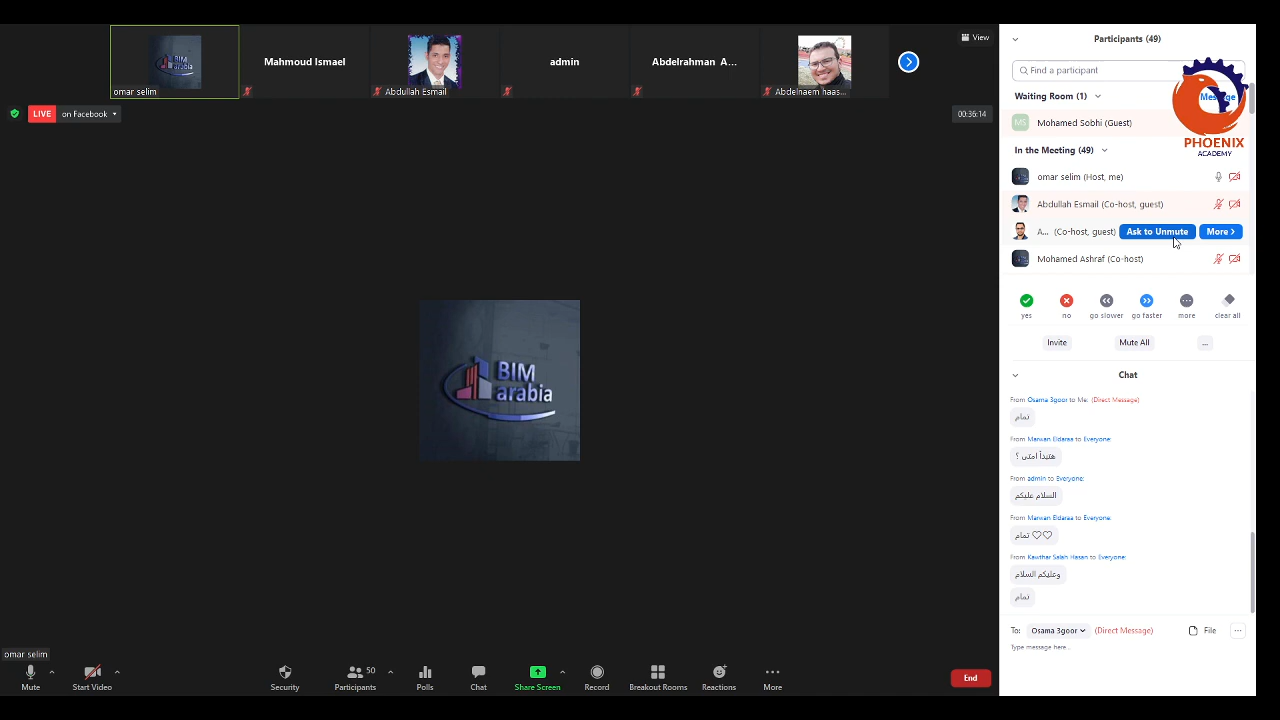 omar selim
Mahmoud Ismael
Abdullah Esmail
admin
Abdelrahman A...
Abdelnaem haas...
View
LIVE on Facebook
00:36:14
BIM
arabia
BIM
arabia
omar selim
Mute
Start Video
Security
Participants 50
Polls
Chat
Share Screen
Record
Breakout Rooms
Reactions
More
End
Participants (49)
Find a participant
Waiting Room (1)
MS Mohamed Sobhi (Guest)
PHOENIX
ACADEMY
In the Meeting (49)
omar selim (Host, me)
Abdullah Esmail (Co-host, guest)
A... (Co-host, guest) Ask to Unmute More
Mohamed Ashraf (Co-host)
yes no go slower go faster more clear all
Invite Mute All ...
Chat
From Osama 3goor to Me: (Direct Message)
تمام
From Marwan Eldaraa to Everyone:
هتبدأ امتى ؟
From admin to Everyone:
السلام عليكم
From Marwan Eldaraa to Everyone:
تمام ♡♡
From Kawthar Salah Hasan to Everyone:
وعليكم السلام
تمام
To: Osama 3goor (Direct Message) File ...
Type message here...